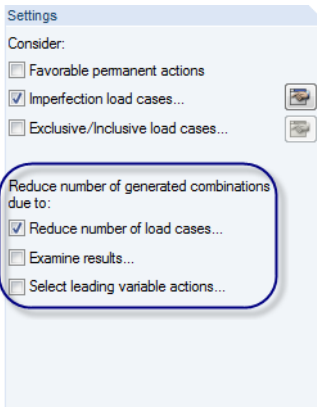 Settings
Consider:
Favorable permanent actions
Imperfection load cases...
Exclusive/Inclusive load cases...
Reduce number of generated combinations
due to:
Reduce number of load cases...
Examine results...
Select leading variable actions...